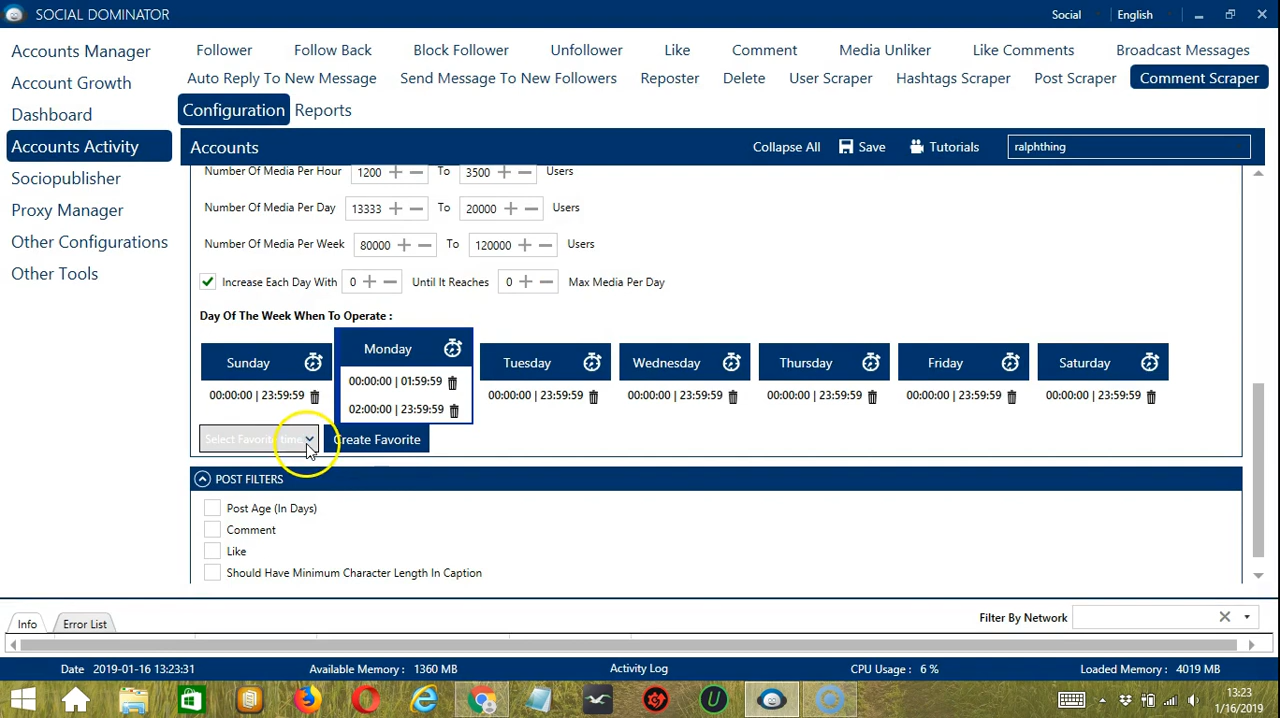 SOCIAL DOMINATOR
Social
English
Accounts Manager
Account Growth
Dashboard
Accounts Activity
Sociopublisher
Proxy Manager
Other Configurations
Other Tools
Follower
Follow Back
Block Follower
Unfollower
Like
Comment
Media Unliker
Like Comments
Broadcast Messages
Auto Reply To New Message
Send Message To New Followers
Reposter
Delete
User Scraper
Hashtags Scraper
Post Scraper
Comment Scraper
Configuration
Reports
Accounts
Collapse All
Save
Tutorials
ralphthing
Number Of Media Per Hour 1200 + − To 3500 + − Users
Number Of Media Per Day 13333 + − To 20000 + − Users
Number Of Media Per Week 80000 + − To 120000 + − Users
Increase Each Day With 0 + − Until It Reaches 0 + − Max Media Per Day
Day Of The Week When To Operate :
Sunday
00:00:00 | 23:59:59
Monday
00:00:00 | 01:59:59
02:00:00 | 23:59:59
Tuesday
00:00:00 | 23:59:59
Wednesday
00:00:00 | 23:59:59
Thursday
00:00:00 | 23:59:59
Friday
00:00:00 | 23:59:59
Saturday
00:00:00 | 23:59:59
Select Favorite time
Create Favorite
POST FILTERS
Post Age (In Days)
Comment
Like
Should Have Minimum Character Length In Caption
Info
Error List
Filter By Network
Date : 2019-01-16 13:23:31
Available Memory : 1360 MB
Activity Log
CPU Usage : 6 %
Loaded Memory : 4019 MB
13:23
1/16/2019